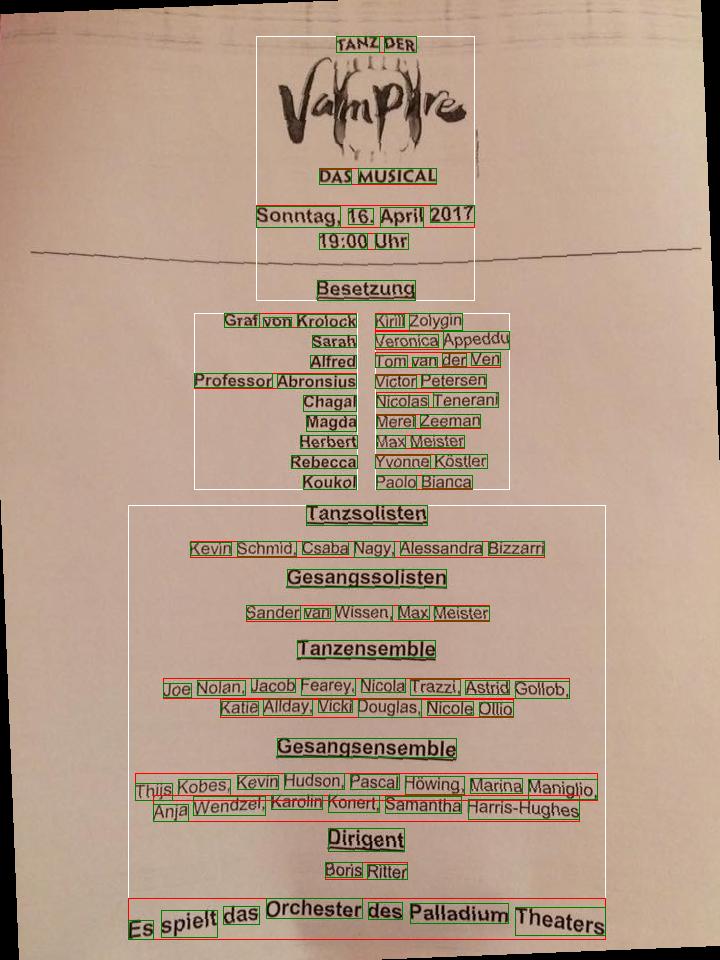 TANZ DER
Vampire
DAS MUSICAL
Sonntag, 16. April 2017
19:00 Uhr
Besetzung
Graf von Krolock Kirill Zolygin
Sarah Veronica Appeddu
Alfred Tom van der Ven
Professor Abronsius Victor Petersen
Chagal Nicolas Tenerani
Magda Merel Zeeman
Herbert Max Meister
Rebecca Yvonne Köstler
Koukol Paolo Bianca
Tanzsolisten
Kevin Schmid, Csaba Nagy, Alessandra Bizzarri
Gesangssolisten
Sander van Wissen, Max Meister
Tanzensemble
Joe Nolan, Jacob Fearey, Nicola Trazzi, Astrid Gollob,
Katie Allday, Vicki Douglas, Nicole Ollio
Gesangsensemble
Thijs Kobes, Kevin Hudson, Pascal Höwing, Marina Maniglio,
Anja Wendzel, Karolin Konert, Samantha Harris-Hughes
Dirigent
Boris Ritter
Es spielt das Orchester des Palladium Theaters